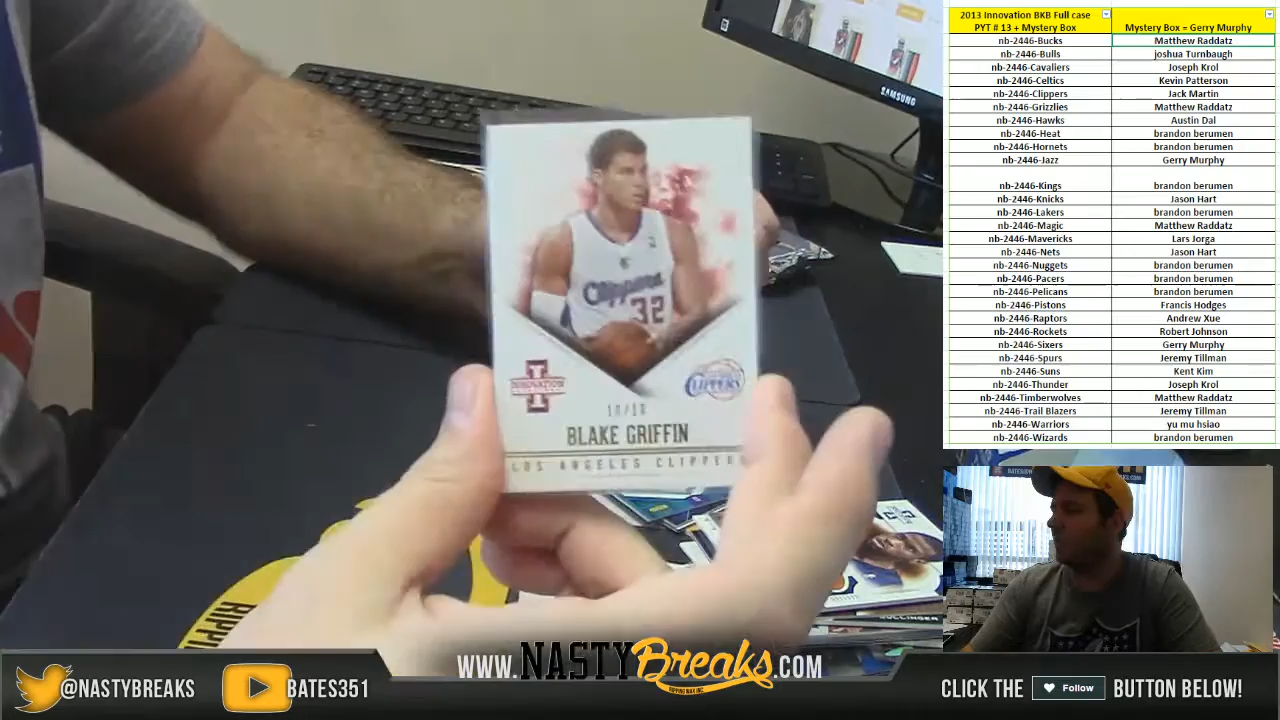 2013 Innovation BKB Full case
PYT # 13 + Mystery Box
Mystery Box = Gerry Murphy
nb-2446-Bucks Matthew Raddatz
nb-2446-Bulls joshua Turnbaugh
nb-2446-Cavaliers Joseph Krol
nb-2446-Celtics Kevin Patterson
nb-2446-Clippers Jack Martin
nb-2446-Grizzlies Matthew Raddatz
nb-2446-Hawks Austin Dal
nb-2446-Heat brandon berumen
nb-2446-Hornets brandon berumen
nb-2446-Jazz Gerry Murphy
nb-2446-Kings brandon berumen
nb-2446-Knicks Jason Hart
nb-2446-Lakers brandon berumen
nb-2446-Magic Matthew Raddatz
nb-2446-Mavericks Lars Jorga
nb-2446-Nets Jason Hart
nb-2446-Nuggets brandon berumen
nb-2446-Pacers brandon berumen
nb-2446-Pelicans brandon berumen
nb-2446-Pistons Francis Hodges
nb-2446-Raptors Andrew Xue
nb-2446-Rockets Robert Johnson
nb-2446-Sixers Gerry Murphy
nb-2446-Spurs Jeremy Tillman
nb-2446-Suns Kent Kim
nb-2446-Thunder Joseph Krol
nb-2446-Timberwolves Matthew Raddatz
nb-2446-Trail Blazers Jeremy Tillman
nb-2446-Warriors yu mu hsiao
nb-2446-Wizards brandon berumen
SAMSUNG
Clippers
32
INNOVATION
I
CLIPPERS
10/10
BLAKE GRIFFIN
LOS ANGELES CLIPPERS
RIPPI
@NASTYBREAKS
BATES351
WWW.NASTYBreaks.COM
RIPPING WAX INC
CLICK THE Follow BUTTON BELOW!